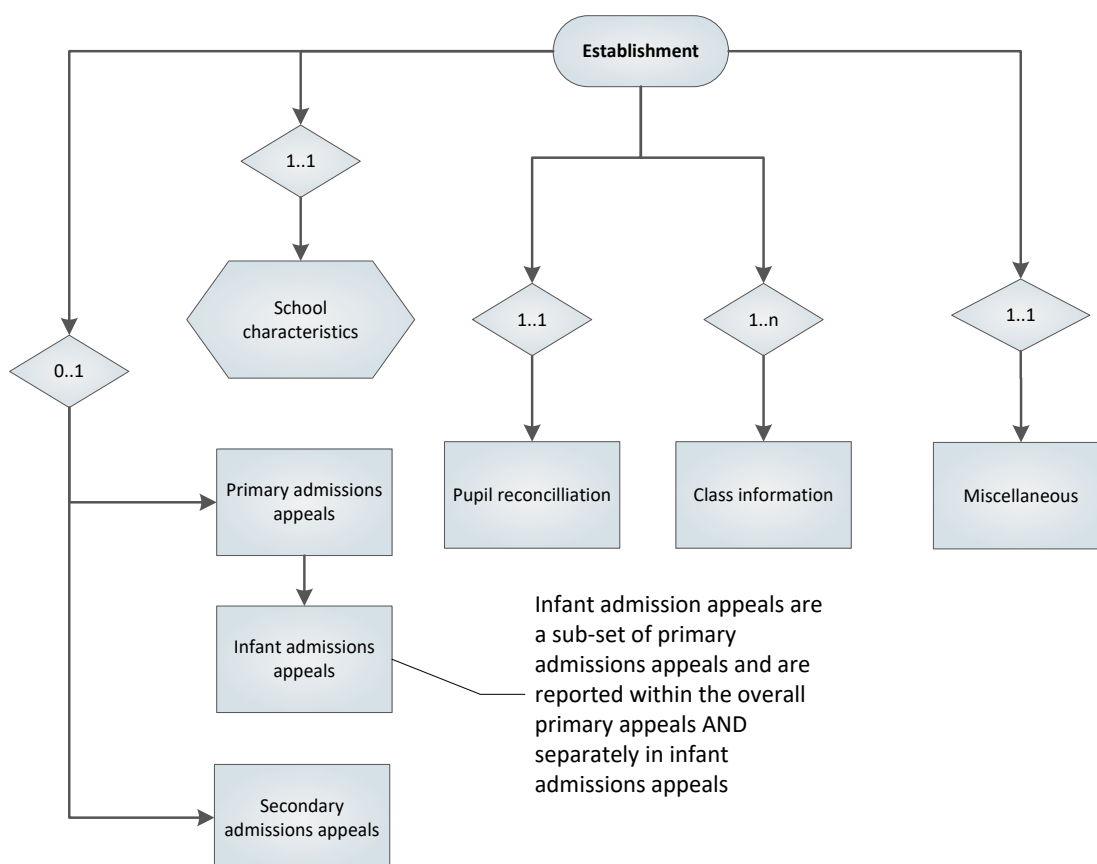 Establishment
1..1
School
characteristics
0..1
1..1
1..n
1..1
Primary admissions
appeals
Pupil reconcilliation
Class information
Miscellaneous
Infant admissions
appeals
Infant admission appeals are
a sub-set of primary
admissions appeals and are
reported within the overall
primary appeals AND
separately in infant
admissions appeals
Secondary
admissions appeals